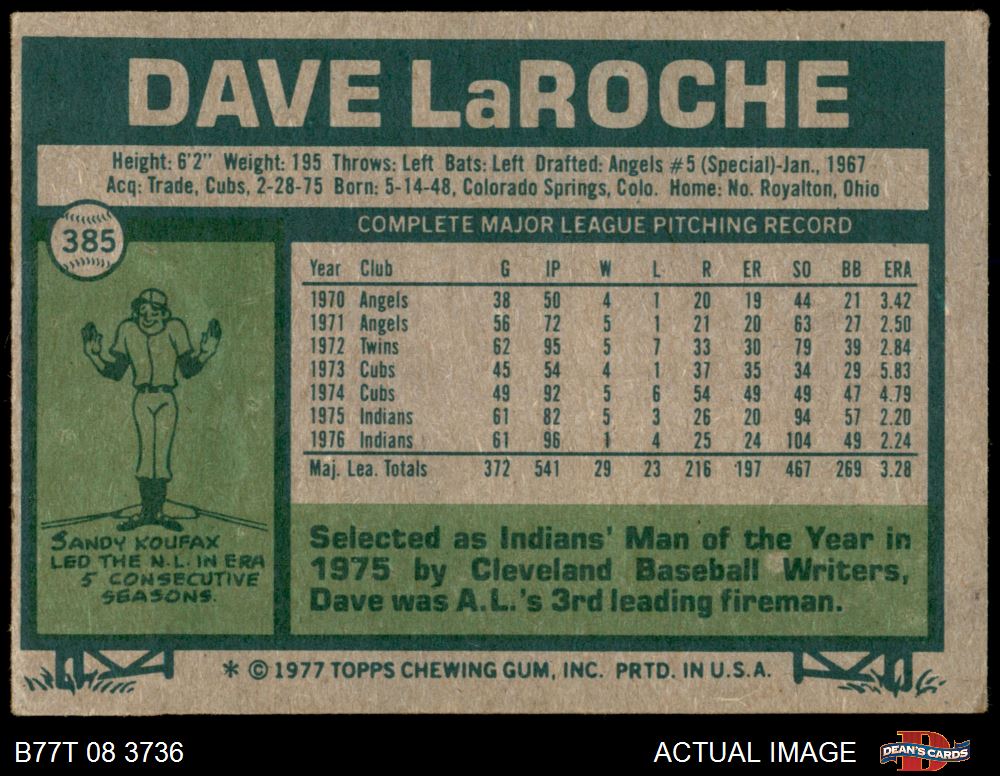 DAVE LaROCHE
Height: 6'2" Weight: 195 Throws: Left Bats: Left Drafted: Angels #5 (Special)-Jan., 1967
Acq: Trade, Cubs, 2-28-75 Born: 5-14-48, Colorado Springs, Colo. Home: No. Royalton, Ohio
385
COMPLETE MAJOR LEAGUE PITCHING RECORD
Year Club G IP W L R ER SO BB ERA
1970 Angels 38 50 4 1 20 19 44 21 3.42
1971 Angels 56 72 5 1 21 20 63 27 2.50
1972 Twins 62 95 5 7 33 30 79 39 2.84
1973 Cubs 45 54 4 1 37 35 34 29 5.83
1974 Cubs 49 92 5 6 54 49 49 47 4.79
1975 Indians 61 82 5 3 26 20 94 57 2.20
1976 Indians 61 96 1 4 25 24 104 49 2.24
Maj. Lea. Totals 372 541 29 23 216 197 467 269 3.28
SANDY KOUFAX
LED THE N.L. IN ERA
5 CONSECUTIVE
SEASONS.
Selected as Indians' Man of the Year in
1975 by Cleveland Baseball Writers,
Dave was A.L.'s 3rd leading fireman.
* © 1977 TOPPS CHEWING GUM, INC. PRTD. IN U.S.A.
B77T 08 3736
ACTUAL IMAGE
DEAN'S CARDS